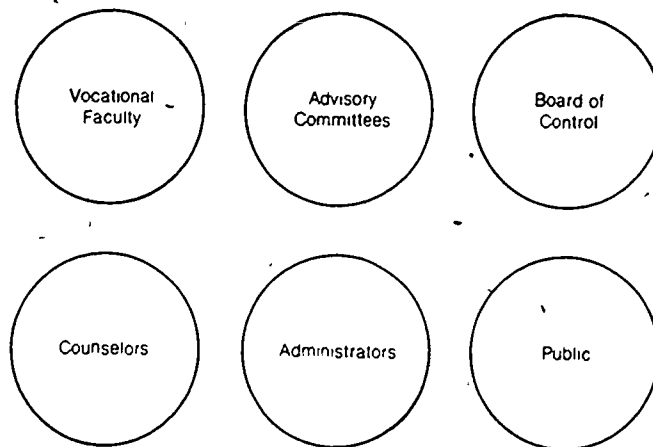 Vocational
Faculty
Advisory
Committees
Board of
Control
Counselors
Administrators
Public